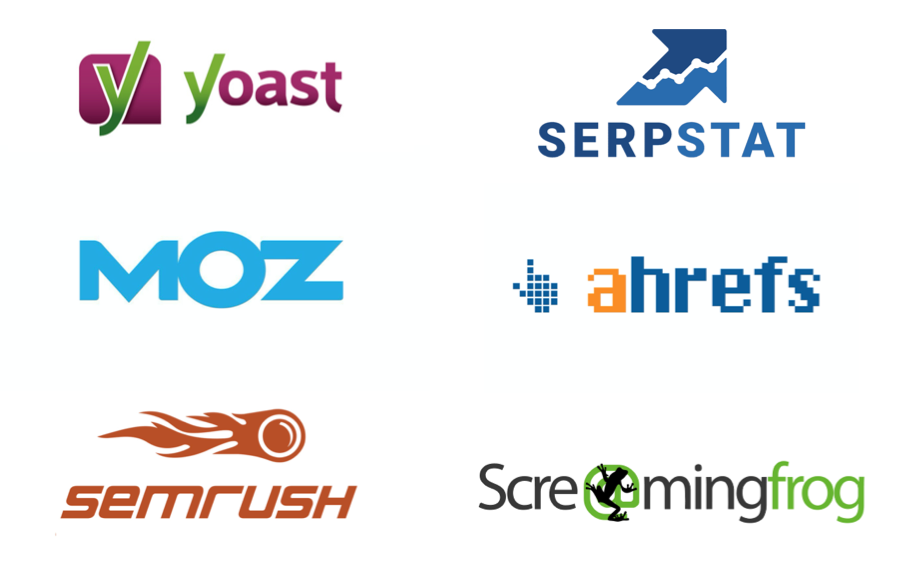 yoast
SERPSTAT
MOZ
ahrefs
semrush
Screamingfrog